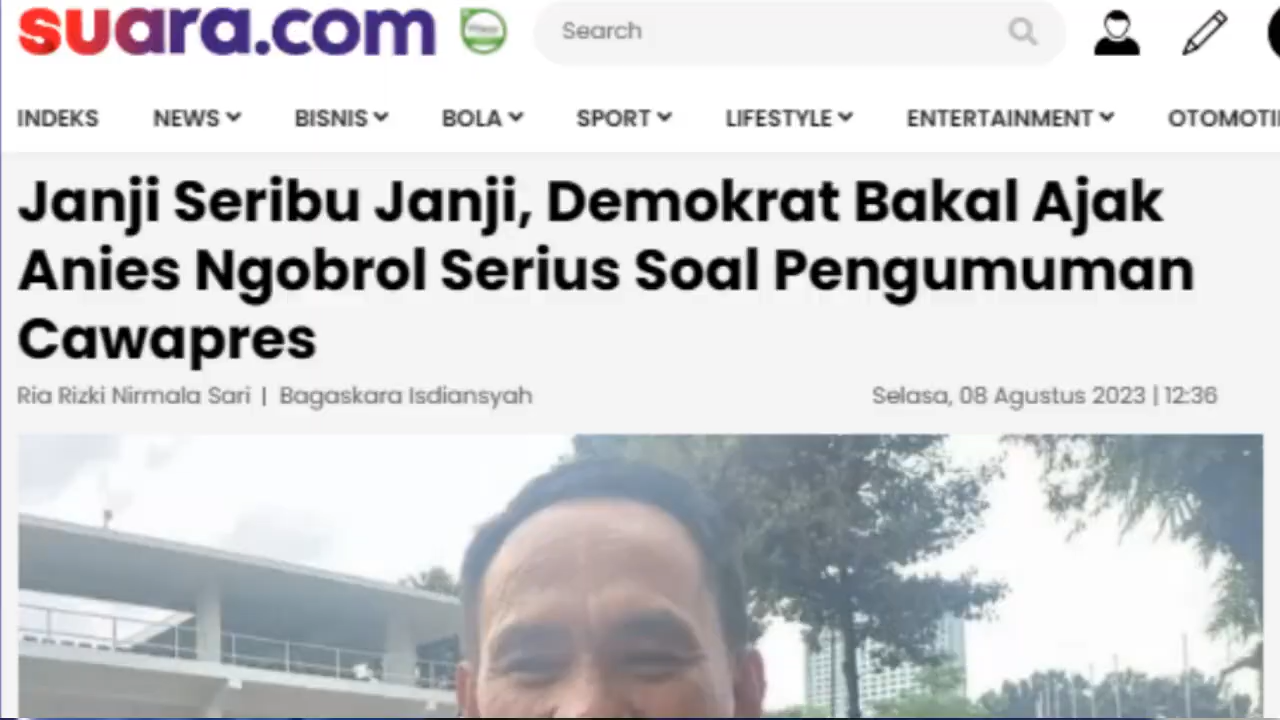 suara.com
Search
INDEKS NEWS BISNIS BOLA SPORT LIFESTYLE ENTERTAINMENT
Janji Seribu Janji, Demokrat Bakal Ajak
Anies Ngobrol Serius Soal Pengumuman
Cawapres
Ria Rizki Nirmala Sari | Bagaskara Isdiansyah
Selasa, 08 Agustus 2023 | 12:36